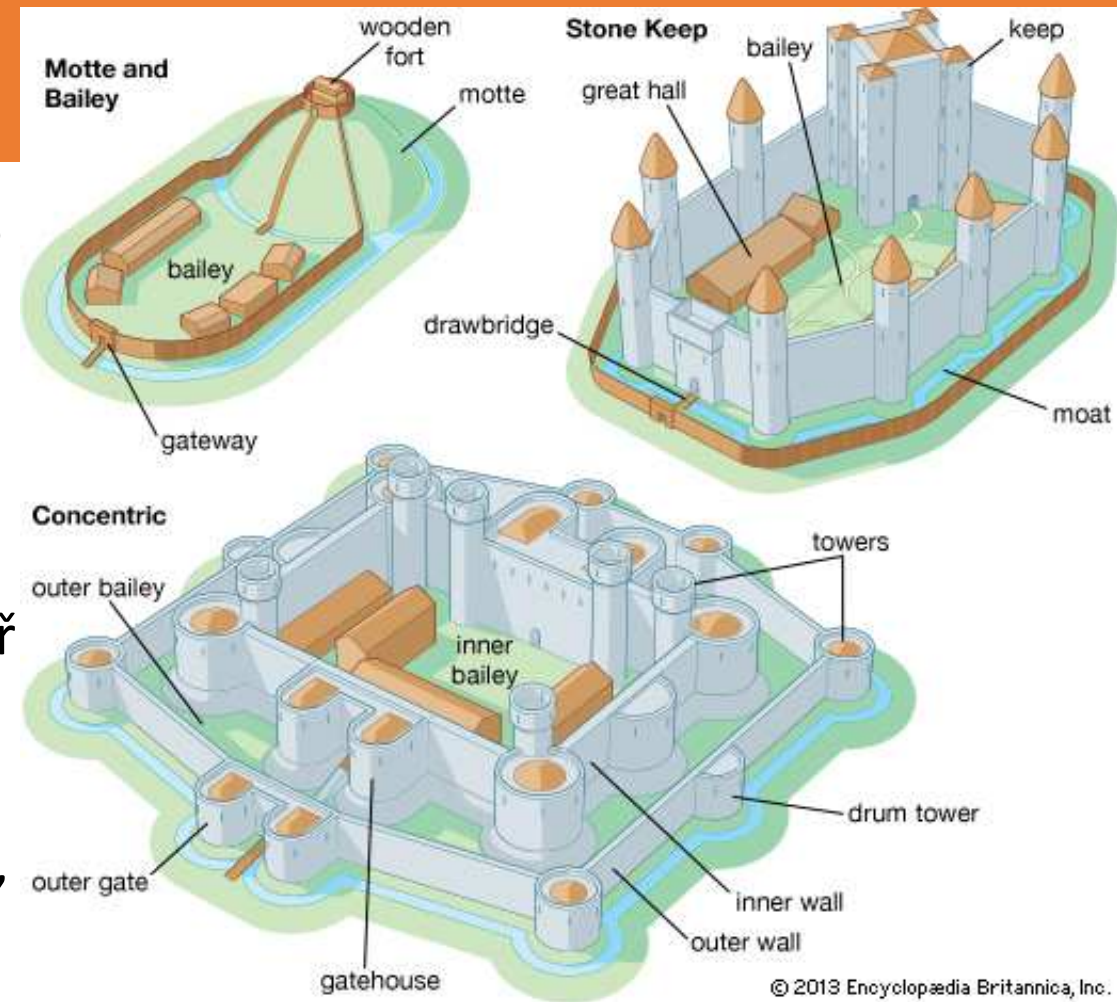 Motte and
Bailey
wooden
fort
motte
bailey
gateway
Stone Keep
bailey
keep
great hall
drawbridge
moat
Concentric
outer bailey
towers
inner
bailey
ř
,
outer gate
drum tower
inner wall
outer wall
gatehouse
© 2013 Encyclopædia Britannica, Inc.